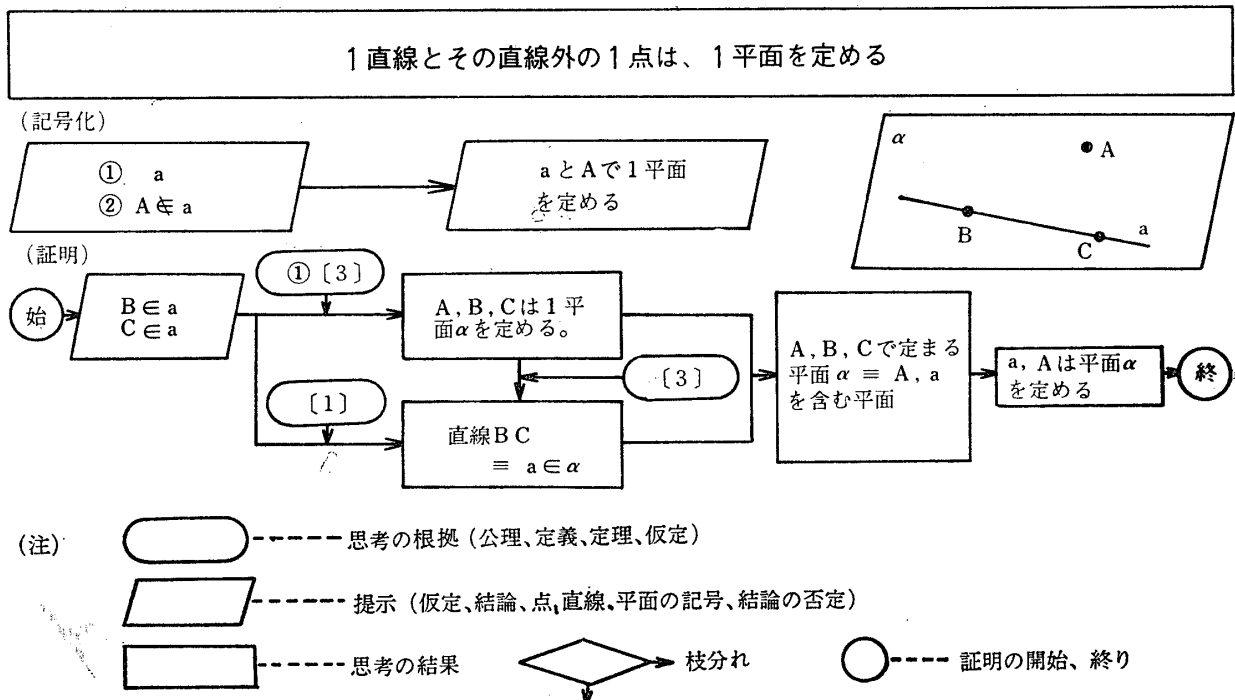 1直線とその直線外の1点は、1平面を定める
(記号化)
① a
② A∉a
aとAで1平面
を定める
α
A
B
C
a
(証明)
始
B∈a
C∈a
①〔3〕
A,B,Cは1平
面αを定める。
〔1〕
〔3〕
直線BC
≡ a∈α
A,B,Cで定まる
平面α≡A,a
を含む平面
a,Aは平面α
を定める
終
(注)
思考の根拠(公理、定義、定理、仮定)
提示(仮定、結論、点、直線、平面の記号、結論の否定)
思考の結果
枝分れ
証明の開始、終り